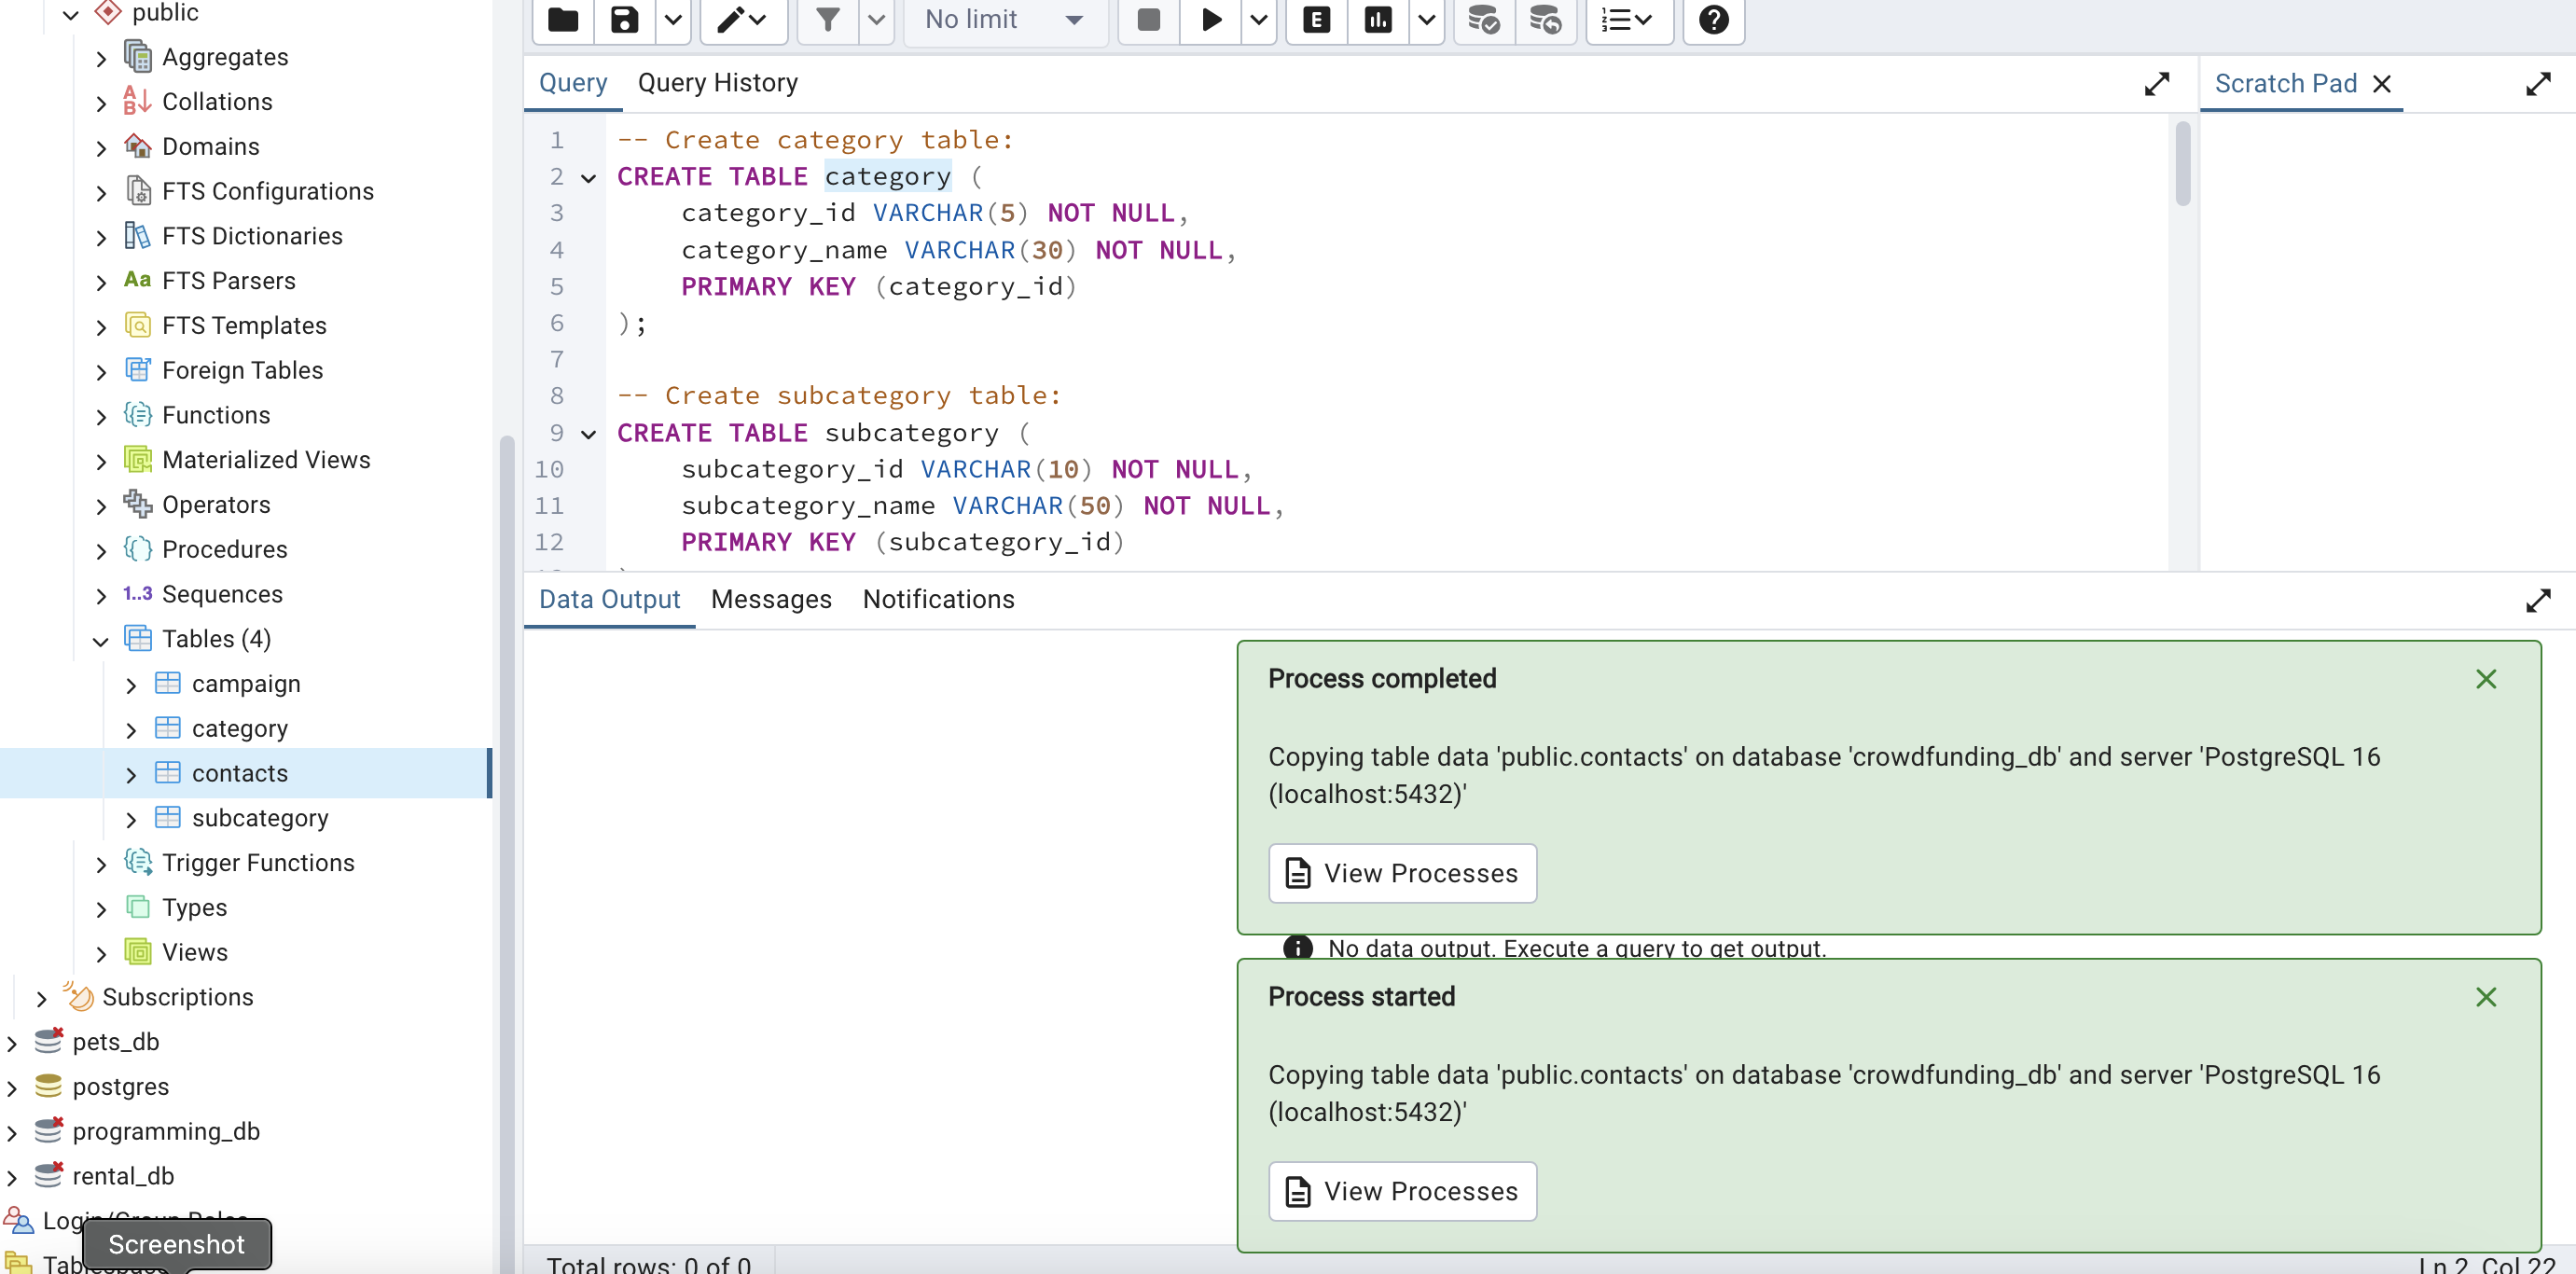 public
Aggregates
Collations
Domains
FTS Configurations
FTS Dictionaries
Aa FTS Parsers
FTS Templates
Foreign Tables
Functions
Materialized Views
Operators
Procedures
1..3 Sequences
Tables (4)
campaign
category
contacts
subcategory
Trigger Functions
Types
Views
Subscriptions
pets_db
postgres
programming_db
rental_db
Login/Group Roles
Screenshot
No limit
E
Query Query History
Scratch Pad
1 -- Create category table:
2 CREATE TABLE category (
3 category_id VARCHAR(5) NOT NULL,
4 category_name VARCHAR(30) NOT NULL,
5 PRIMARY KEY (category_id)
6 );
7
8 -- Create subcategory table:
9 CREATE TABLE subcategory (
10 subcategory_id VARCHAR(10) NOT NULL,
11 subcategory_name VARCHAR(50) NOT NULL,
12 PRIMARY KEY (subcategory_id)
Data Output Messages Notifications
Process completed
Copying table data 'public.contacts' on database 'crowdfunding_db' and server 'PostgreSQL 16
(localhost:5432)'
View Processes
No data output. Execute a query to get output.
Process started
Copying table data 'public.contacts' on database 'crowdfunding_db' and server 'PostgreSQL 16
(localhost:5432)'
View Processes
Total rows: 0 of 0
Ln 2, Col 22